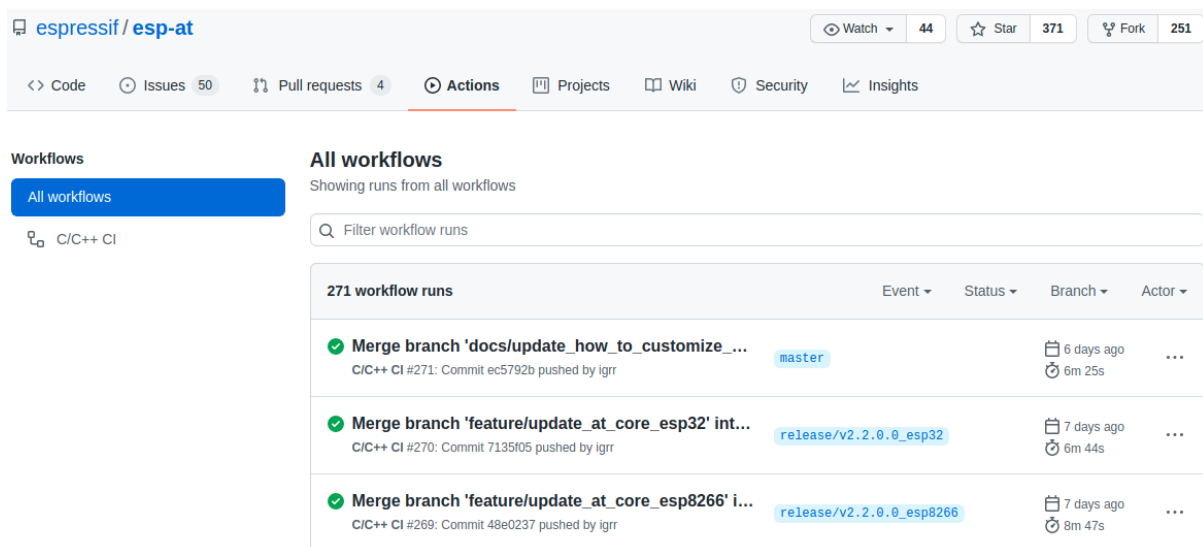 espressif / esp-at
Watch 44 Star 371 Fork 251
Code Issues 50 Pull requests 4 Actions Projects Wiki Security Insights
Workflows
All workflows
C/C++ CI
All workflows
Showing runs from all workflows
Filter workflow runs
271 workflow runs Event Status Branch Actor
Merge branch 'docs/update_how_to_customize_... master 6 days ago
C/C++ CI #271: Commit ec5792b pushed by igrr 6m 25s
Merge branch 'feature/update_at_core_esp32' int... release/v2.2.0.0_esp32 7 days ago
C/C++ CI #270: Commit 7135f05 pushed by igrr 6m 44s
Merge branch 'feature/update_at_core_esp8266' i... release/v2.2.0.0_esp8266 7 days ago
C/C++ CI #269: Commit 48e0237 pushed by igrr 8m 47s